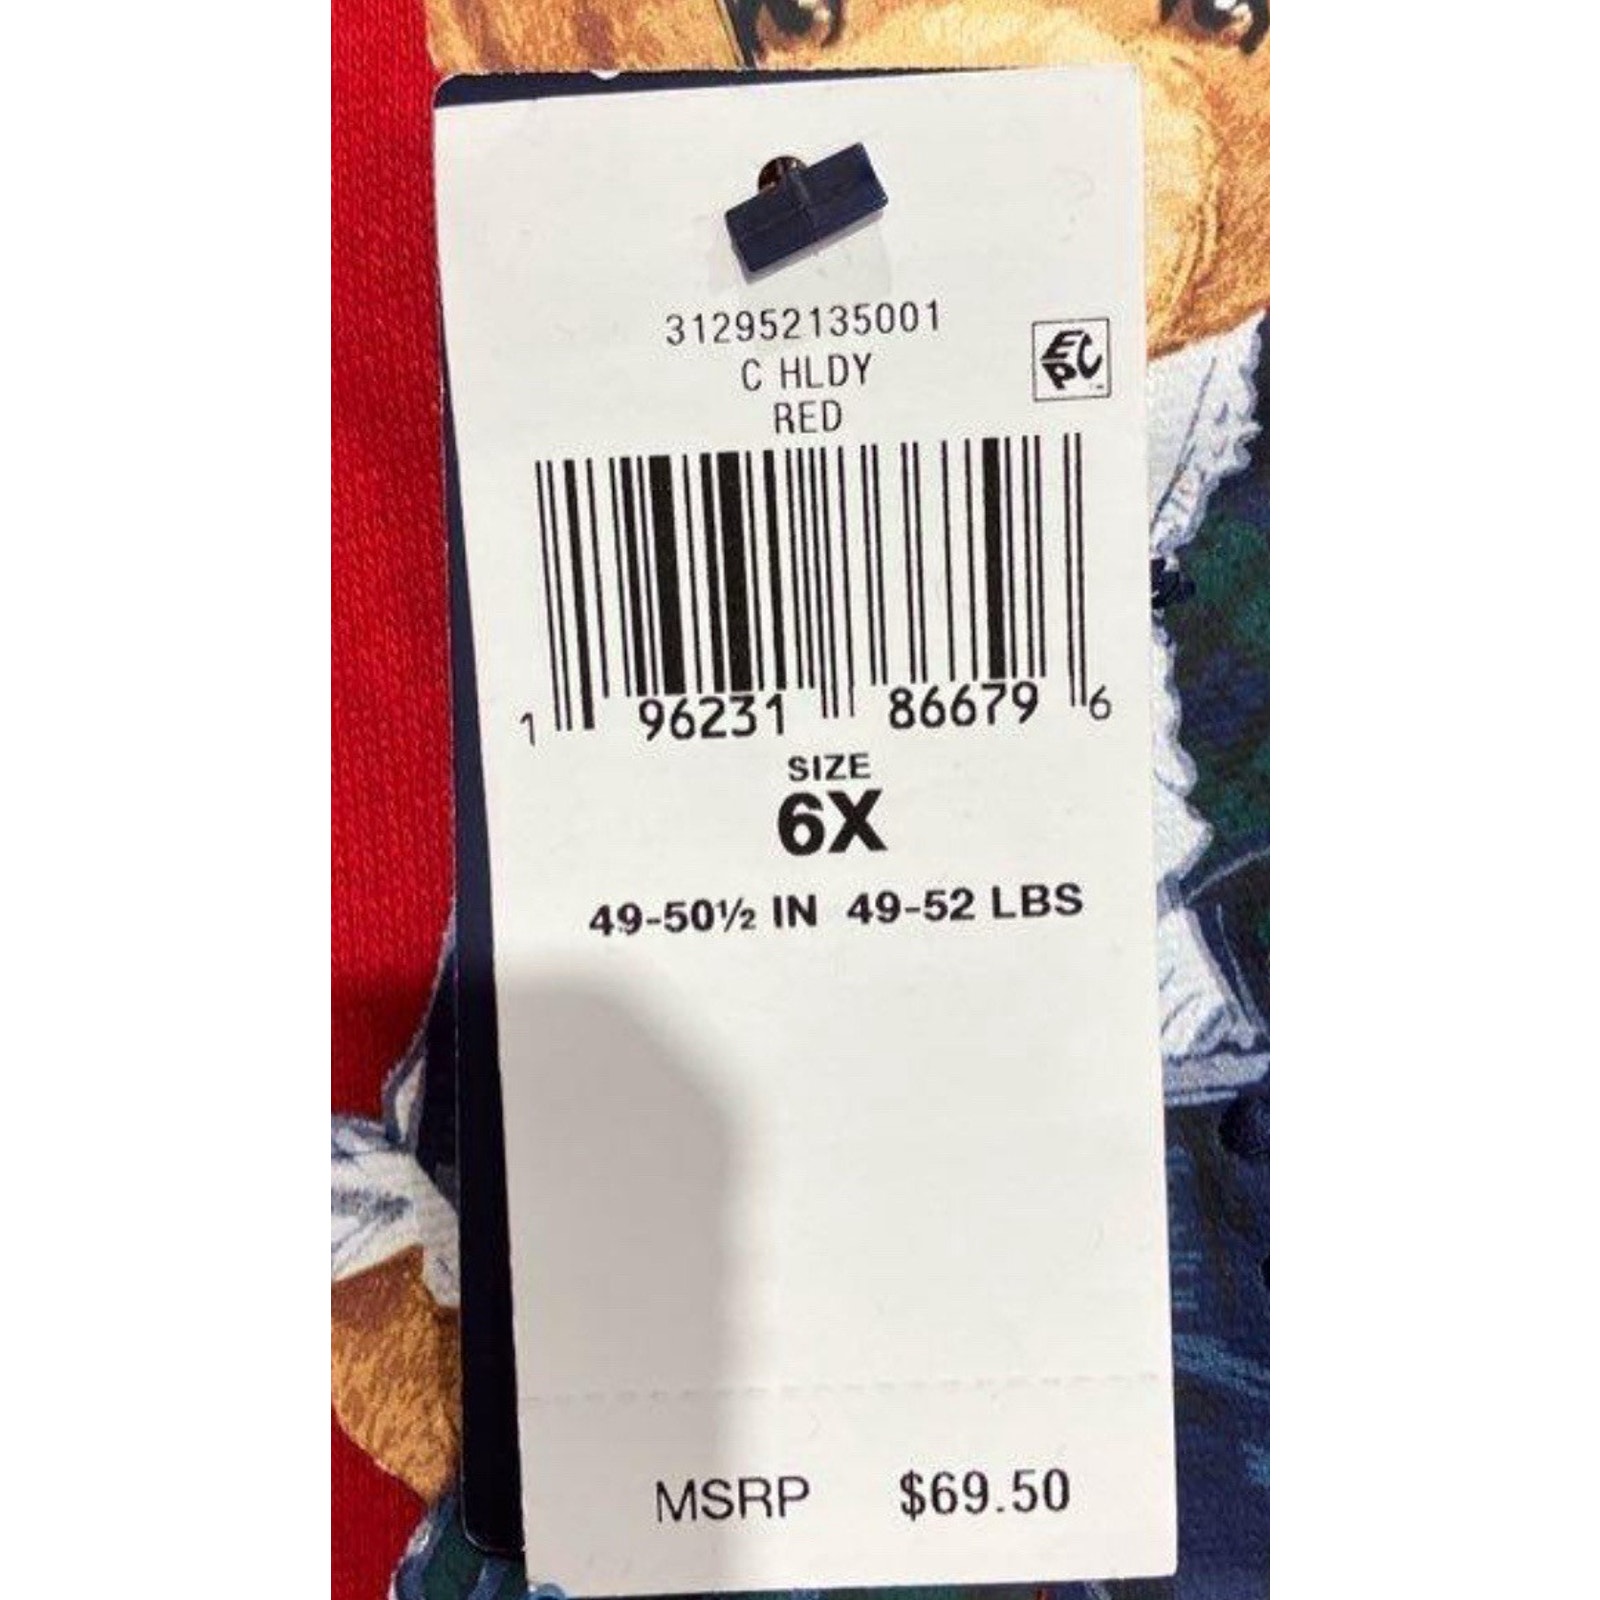 312952135001
C HLDY
RED
EPC
1 96231 86679 6
SIZE
6X
49-50½ IN 49-52 LBS
MSRP $69.50